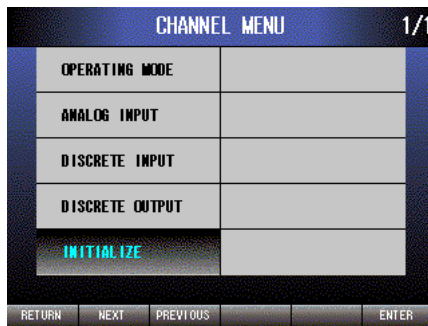 CHANNEL MENU 1/1
OPERATING MODE
ANALOG INPUT
DISCRETE INPUT
DISCRETE OUTPUT
INITIALIZE
RETURN NEXT PREVIOUS ENTER